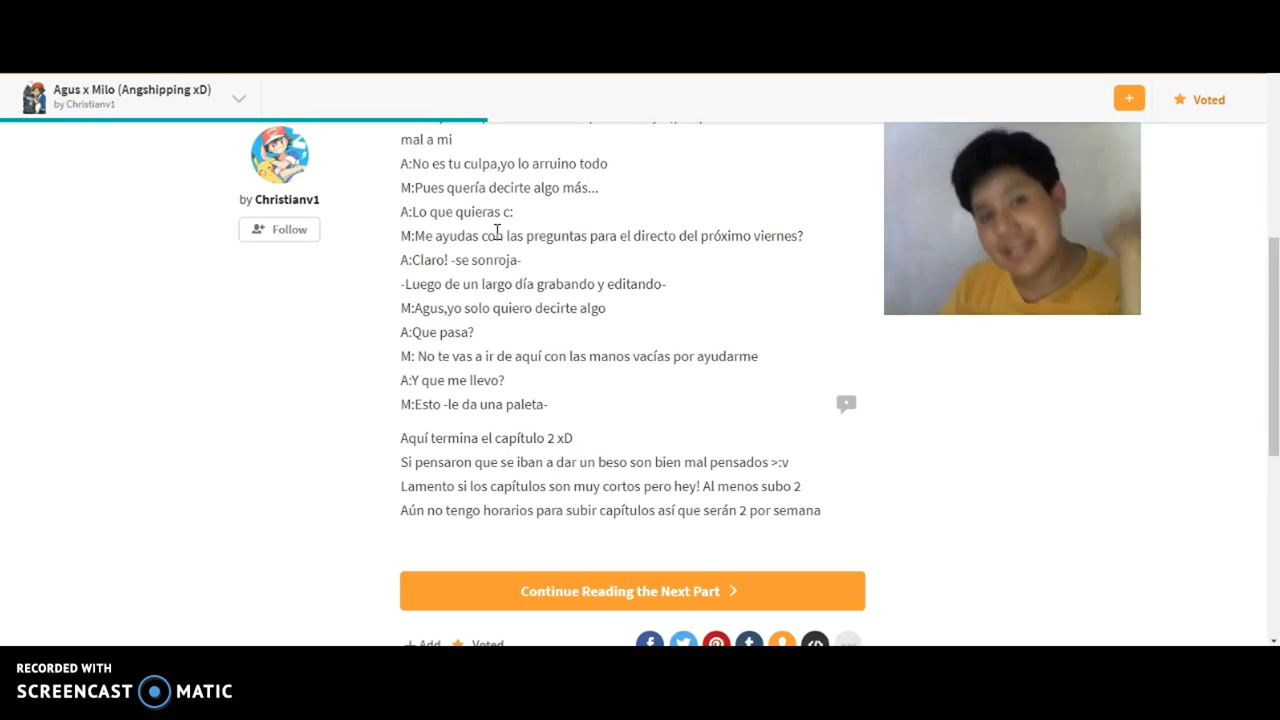 Agus x Milo (Angshipping xD)
by Christianv1
+
Voted
mal a mi
by Christianv1
Follow
A:No es tu culpa,yo lo arruino todo
M:Pues quería decirte algo más...
A:Lo que quieras c:
M:Me ayudas con las preguntas para el directo del próximo viernes?
A:Claro! -se sonroja-
-Luego de un largo día grabando y editando-
M:Agus,yo solo quiero decirte algo
A:Que pasa?
M: No te vas a ir de aquí con las manos vacías por ayudarme
A:Y que me llevo?
M:Esto -le da una paleta-
Aquí termina el capítulo 2 xD
Si pensaron que se iban a dar un beso son bien mal pensados >:v
Lamento si los capítulos son muy cortos pero hey! Al menos subo 2
Aún no tengo horarios para subir capítulos así que serán 2 por semana
Continue Reading the Next Part
+ Add Voted
RECORDED WITH
SCREENCAST MATIC